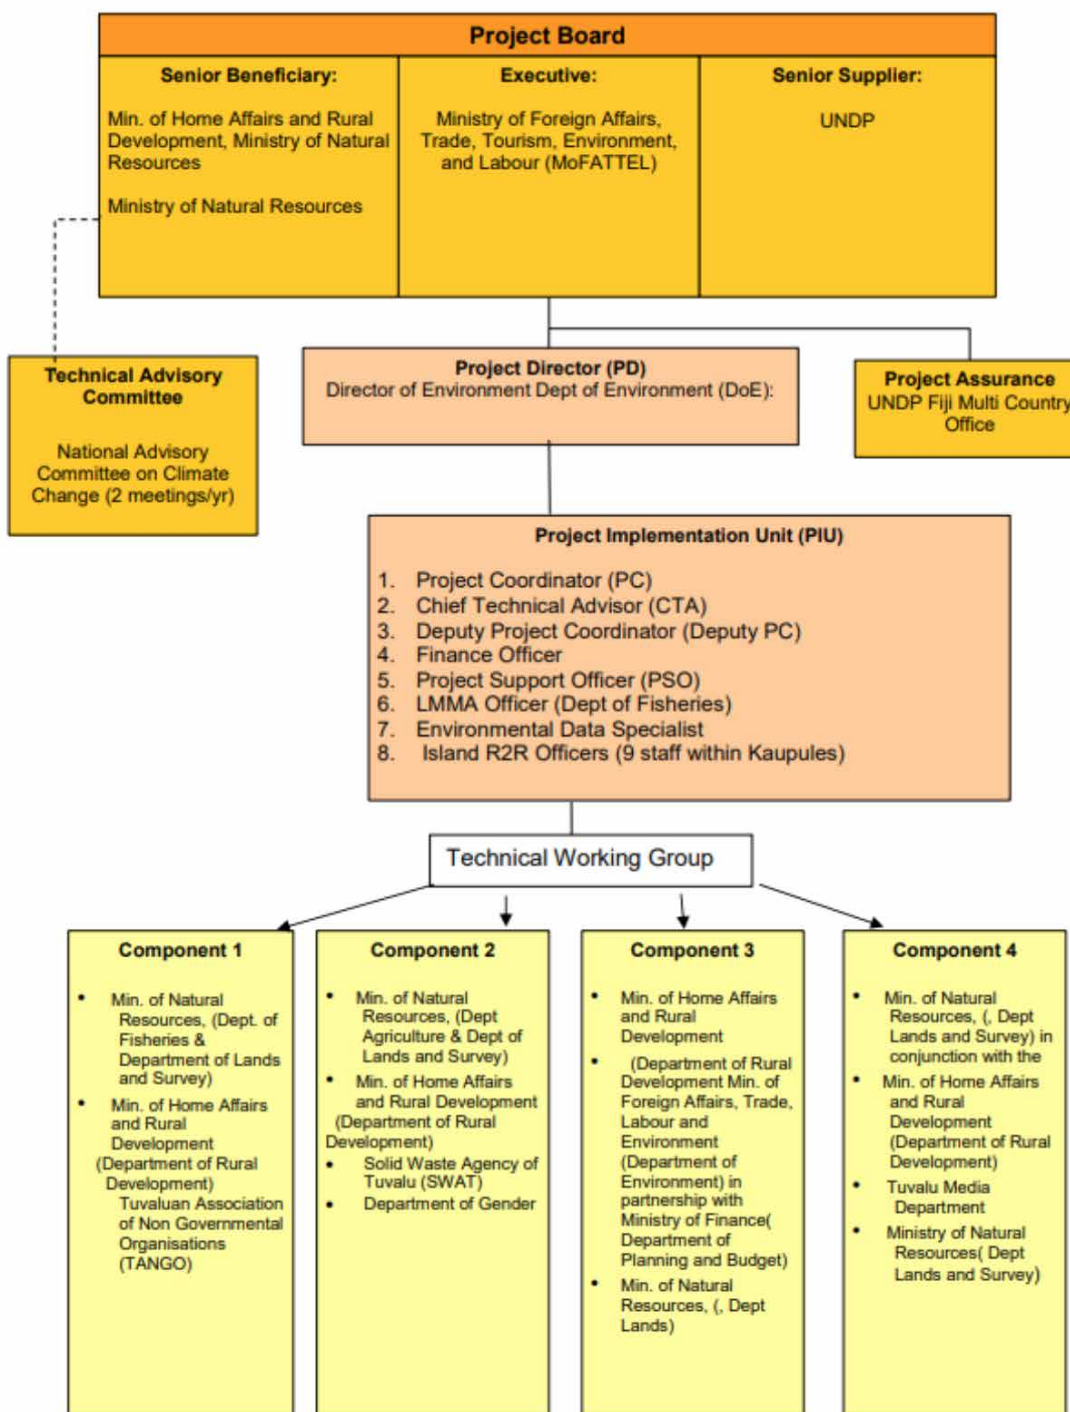 Project Board
Senior Beneficiary:
Min. of Home Affairs and Rural
Development, Ministry of Natural
Resources
Ministry of Natural Resources
Executive:
Ministry of Foreign Affairs,
Trade, Tourism, Environment,
and Labour (MoFATTEL)
Senior Supplier:
UNDP
Technical Advisory
Committee
National Advisory
Committee on Climate
Change (2 meetings/yr)
Project Director (PD)
Director of Environment Dept of Environment (DoE):
Project Assurance
UNDP Fiji Multi Country
Office
Project Implementation Unit (PIU)
1. Project Coordinator (PC)
2. Chief Technical Advisor (CTA)
3. Deputy Project Coordinator (Deputy PC)
4. Finance Officer
5. Project Support Officer (PSO)
6. LMMA Officer (Dept of Fisheries)
7. Environmental Data Specialist
8. Island R2R Officers (9 staff within Kaupules)
Technical Working Group
Component 1
• Min. of Natural
Resources, (Dept. of
Fisheries &
Department of Lands
and Survey)
• Min. of Home Affairs
and Rural
Development
(Department of Rural
Development)
Tuvaluan Association
of Non Governmental
Organisations
(TANGO)
Component 2
• Min. of Natural
Resources, (Dept
Agriculture & Dept of
Lands and Survey)
• Min. of Home Affairs
and Rural Development
(Department of Rural
Development)
• Solid Waste Agency of
Tuvalu (SWAT)
• Department of Gender
Component 3
• Min. of Home Affairs
and Rural
Development
• (Department of Rural
Development Min. of
Foreign Affairs, Trade,
Labour and
Environment
(Department of
Environment) in
partnership with
Ministry of Finance(
Department of
Planning and Budget)
• Min. of Natural
Resources, (, Dept
Lands)
Component 4
• Min. of Natural
Resources, (, Dept
Lands and Survey) in
conjunction with the
• Min. of Home Affairs
and Rural
Development
(Department of Rural
Development)
• Tuvalu Media
Department
• Ministry of Natural
Resources( Dept
Lands and Survey)